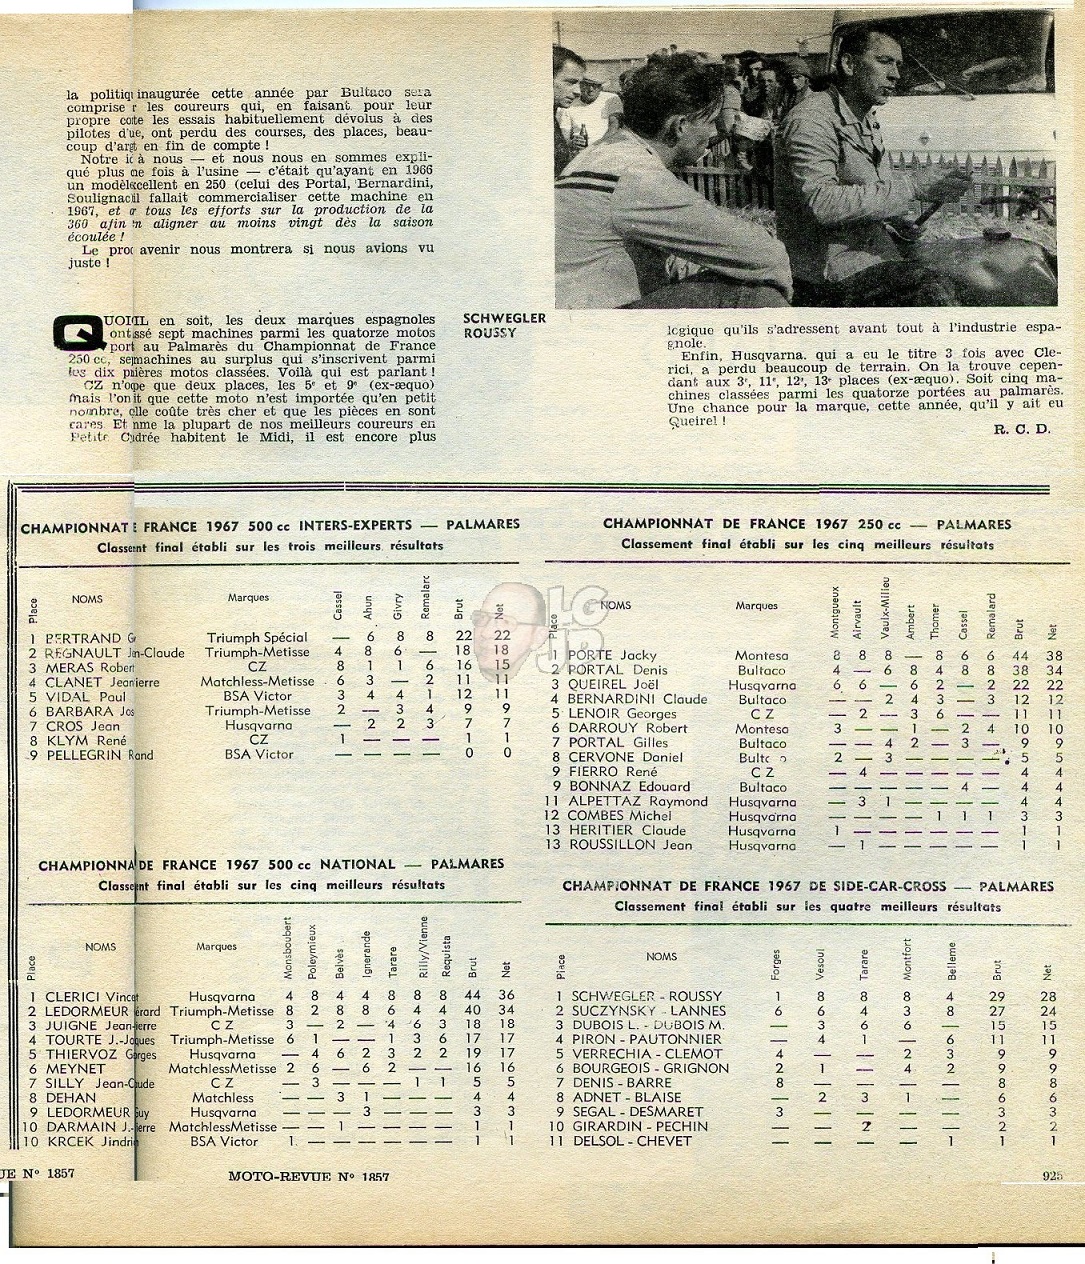 la politiq inaugurée cette année par Bultaco sera
comprise r les coureurs qui, en faisant pour leur
propre cote les essais habituellement dévolus à des
pilotes d'ue, ont perdu des courses, des places, beau-
coup d'argt en fin de compte !
Notre ic à nous — et nous nous en sommes expli-
qué plus ne fois à l'usine — c'était qu'ayant en 1966
un modèle cellent en 250 (celui des Portal, Bernardini,
Soulignac il fallait commercialiser cette machine en
1967, et r tous les efforts sur la production de la
360 afin n aligner au moins vingt dès la saison
écoulée !
Le proc avenir nous montrera si nous avions vu
juste !
QUOI IL en soit, les deux marques espagnoles
ont ssé sept machines parmi les quatorze motos
port au Palmarès du Championnat de France
250 cc, sep machines au surplus qui s'inscrivent parmi
les dix pières motos classées. Voilà qui est parlant !
CZ n'ope que deux places, les 5e et 9e (ex-æquo)
Mais l'on it que cette moto n'est importée qu'en petit
nombre, elle coûte très cher et que les pièces en sont
rares. Et nme la plupart de nos meilleurs coureurs en
Petite Cydrée habitent le Midi, il est encore plus
SCHWEGLER
ROUSSY
logique qu'ils s'adressent avant tout à l'industrie espa-
gnole.
Enfin, Husqvarna. qui a eu le titre 3 fois avec Cle-
rici, a perdu beaucoup de terrain. On la trouve cepen-
dant aux 3e, 11e, 12e, 13e places (ex-æquo). Soit cinq ma-
chines classées parmi les quatorze portées au palmarès.
Une chance pour la marque, cette année, qu'il y ait eu
Queirel !
R. C. D.
CHAMPIONNAT E FRANCE 1967 500 cc INTERS-EXPERTS — PALMARES
Classement final établi sur les trois meilleurs résultats
Place NOMS Marques Cassel Ahun Givry Remalard Brut Net
1 BERTRAND G Triumph Spécial — 6 8 8 22 22
2 REGNAULT Jn-Claude Triumph-Metisse 4 8 6 — 18 18
3 MERAS Robert CZ 8 1 1 6 16 15
4 CLANET Jeanierre Matchless-Metisse 6 3 — 2 11 11
5 VIDAL Paul BSA Victor 3 4 4 1 12 11
6 BARBARA Jos Triumph-Metisse 2 — 3 4 9 9
7 CROS Jean Husqvarna — 2 2 3 7 7
8 KLYM René CZ 1 — — — 1 1
9 PELLEGRIN Rand BSA Victor — — — — 0 0
CHAMPIONNAT DE FRANCE 1967 250 cc — PALMARES
Classement final établi sur les cinq meilleurs résultats
Place NOMS Marques Montgueux Airvault Vaulx-Milieu Ambert Thomer Cassel Remalard Brut Net
1 PORTE Jacky Montesa 8 8 8 — 8 6 6 44 38
2 PORTAL Denis Bultaco 4 — 6 8 4 8 8 38 34
3 QUEIREL Joël Husqvarna 6 6 — 6 2 — 2 22 22
4 BERNARDINI Claude Bultaco — — 2 4 3 — 3 12 12
5 LENOIR Georges C Z — 2 — 3 6 — — 11 11
6 DARROUY Robert Montesa 3 — — 1 — 2 4 10 10
7 PORTAL Gilles Bultaco — — 4 2 — 3 — 9 9
8 CERVONE Daniel Bultaco 2 — 3 — — — — 5 5
9 FIERRO René C Z — 4 — — — — — 4 4
9 BONNAZ Edouard Bultaco — — — — — 4 — 4 4
11 ALPETTAZ Raymond Husqvarna — 3 1 — — — — 4 4
12 COMBES Michel Husqvarna — — — — 1 1 1 3 3
13 HERITIER Claude Husqvarna 1 — — — — — — 1 1
13 ROUSSILLON Jean Husqvarna — 1 — — — — — 1 1
LG
JP
CHAMPIONNA DE FRANCE 1967 500 cc NATIONAL — PALMARES
Classement final établi sur les cinq meilleurs résultats
Place NOMS Marques Monsboubert Poleymieux Belvès Ignerande Tarare Rilly/Vienne Requista Brut Net
1 CLERICI Vincet Husqvarna 4 8 4 4 8 8 8 44 36
2 LEDORMEUR érard Triumph-Metisse 8 2 8 8 6 4 4 40 34
3 JUIGNE Jean-ierre C Z 3 — 2 — 4 6 3 18 18
4 TOURTE J.-Jaques Triumph-Metisse 6 1 — — 1 3 6 17 17
5 THIERVOZ Gorges Husqvarna — 4 6 2 3 2 2 19 17
6 MEYNET MatchlessMetisse 2 6 — 6 2 — — 16 16
7 SILLY Jean-Caude C Z — 3 — — — 1 1 5 5
8 DEHAN Matchless — — 3 1 — — — 4 4
9 LEDORMEUR Guy Husqvarna — — — 3 — — — 3 3
10 DARMAIN J.-ierre MatchlessMetisse — — 1 — — — — 1 1
10 KRCEK Jindri BSA Victor 1 — — — — — — 1 1
CHAMPIONNAT DE FRANCE 1967 DE SIDE-CAR-CROSS — PALMARES
Classement final établi sur les quatre meilleurs résultats
Place NOMS Forges Vesoul Tarare Montfort Belleme Brut Net
1 SCHWEGLER - ROUSSY 1 8 8 8 4 29 28
2 SUCZYNSKY - LANNES 6 6 4 3 8 27 24
3 DUBOIS L. - DUBOIS M. — 3 6 6 — 15 15
4 PIRON - PAUTONNIER — 4 1 — 6 11 11
5 VERRECHIA - CLEMOT 4 — — 2 3 9 9
6 BOURGEOIS - GRIGNON 2 1 — 4 2 9 9
7 DENIS - BARRE 8 — — — — 8 8
8 ADNET - BLAISE — 2 3 1 — 6 6
9 SEGAL - DESMARET 3 — — — — 3 3
10 GIRARDIN - PECHIN — — 2 — — 2 2
11 DELSOL - CHEVET — — — — 1 1 1
UE N° 1857
MOTO-REVUE N° 1857
925